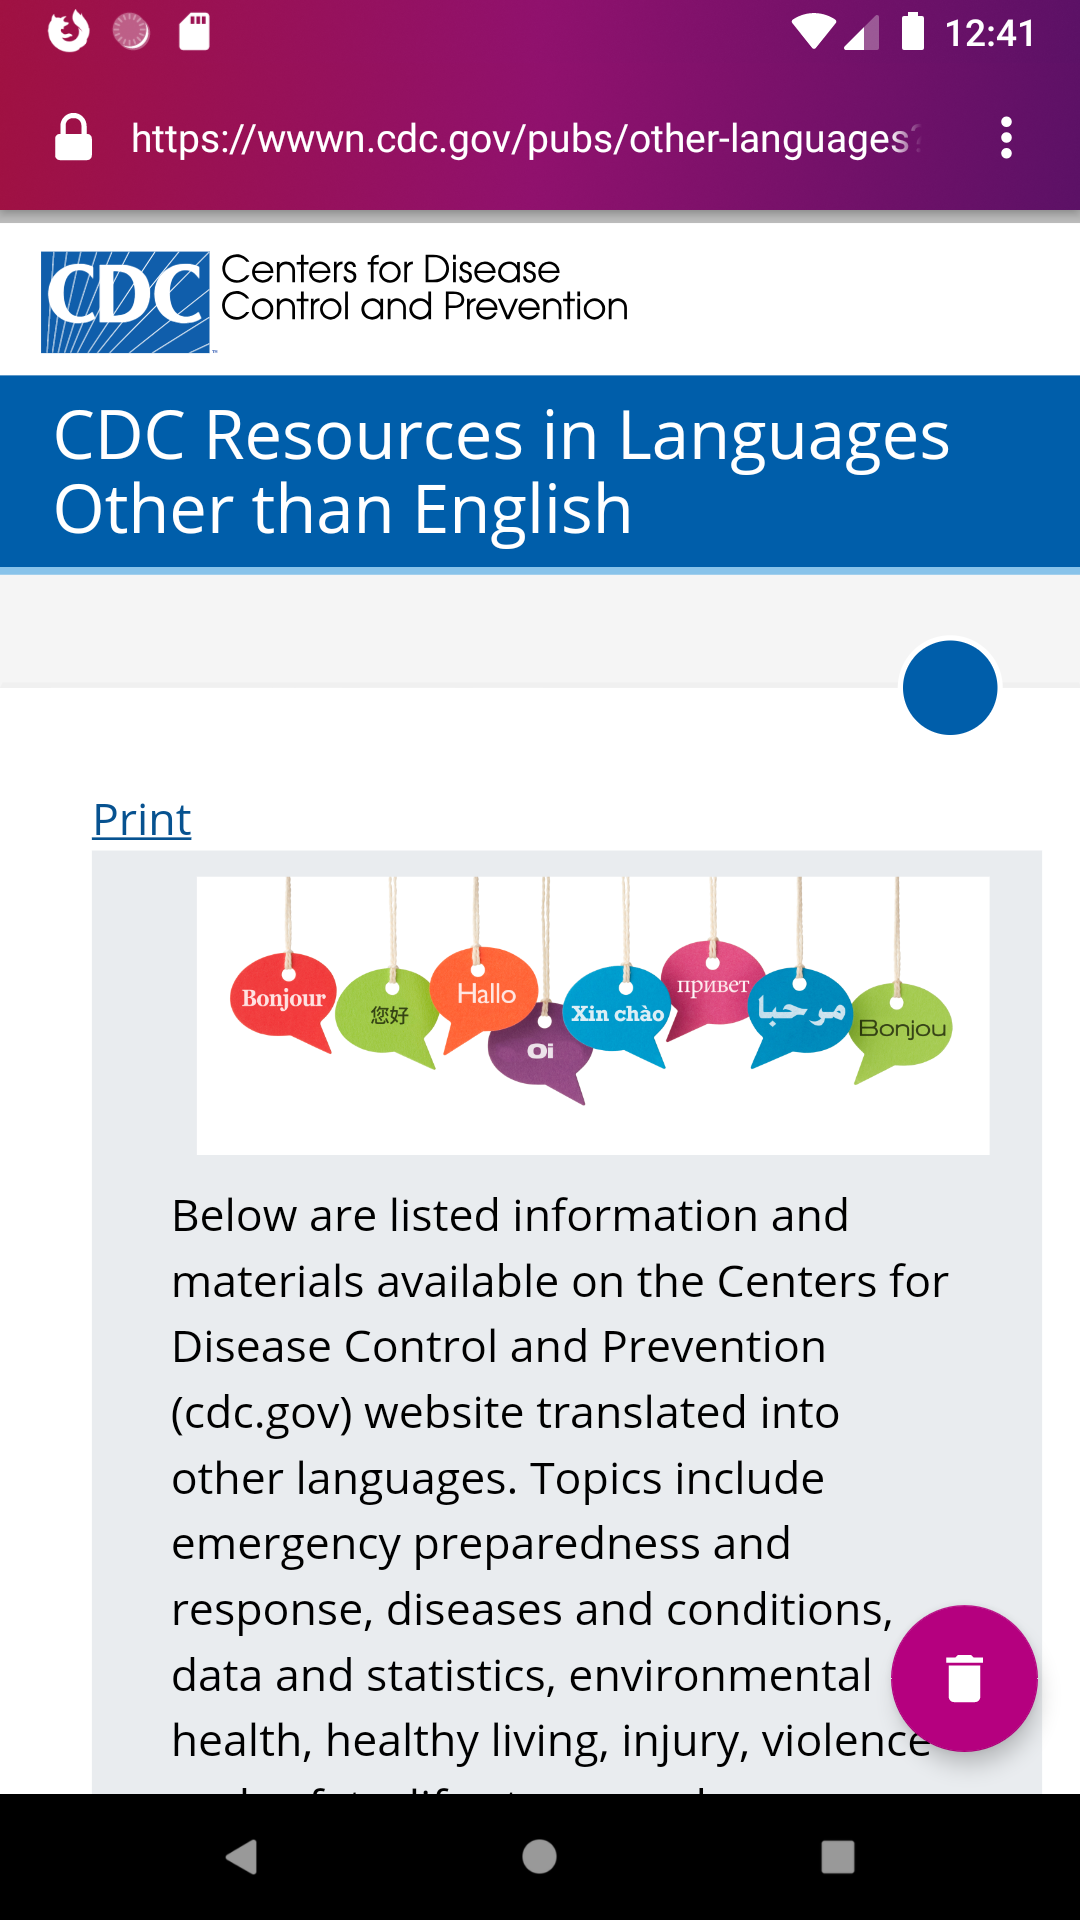 12:41
https://wwwn.cdc.gov/pubs/other-languages?
CDC
Centers for Disease
Control and Prevention
CDC Resources in Languages
Other than English
Print
Bonjour
您好
Hallo
Oi
Xin chào
привет
مرحبا
Bonjou
Below are listed information and
materials available on the Centers for
Disease Control and Prevention
(cdc.gov) website translated into
other languages. Topics include
emergency preparedness and
response, diseases and conditions,
data and statistics, environmental
health, healthy living, injury, violence